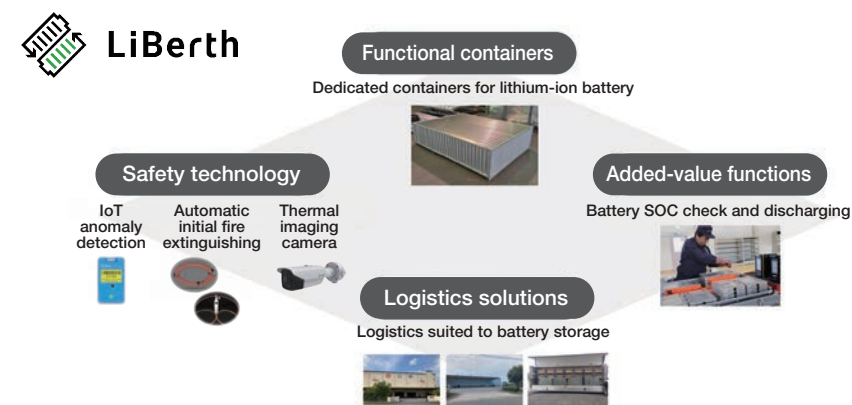 LiBerth
Functional containers
Dedicated containers for lithium-ion battery
Safety technology
IoT
anomaly
detection
Automatic
initial fire
extinguishing
Thermal
imaging
camera
Added-value functions
Battery SOC check and discharging
Logistics solutions
Logistics suited to battery storage